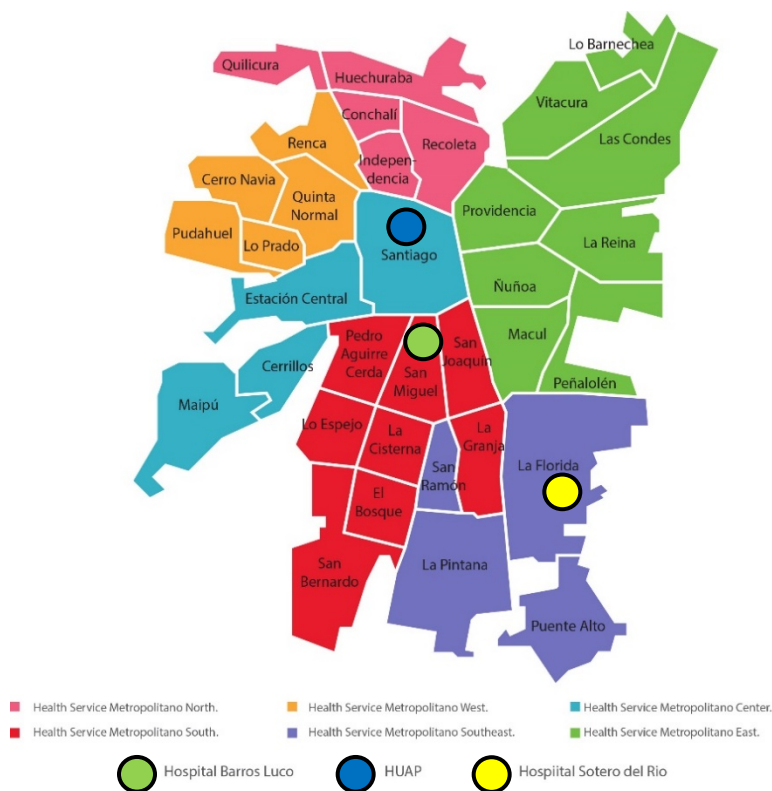 Lo Barnechea
Quilicura
Huechuraba
Vitacura
Conchalí
Las Condes
Renca
Recoleta
Indepen-
dencia
Cerro Navia
Quinta
Normal
Providencia
Pudahuel
Lo Prado
La Reina
Santiago
Estación Central
Ñuñoa
Pedro
Aguirre
Cerda
San
Joaquín
Macul
Cerrillos
San
Miguel
Peñalolén
Maipú
Lo Espejo
La
Cisterna
La
Granja
San
Ramón
La Florida
El
Bosque
San
Bernardo
La Pintana
Puente Alto
Health Service Metropolitano North.
Health Service Metropolitano West.
Health Service Metropolitano Center.
Health Service Metropolitano South.
Health Service Metropolitano Southeast.
Health Service Metropolitano East.
Hospital Barros Luco
HUAP
Hospiital Sotero del Rio